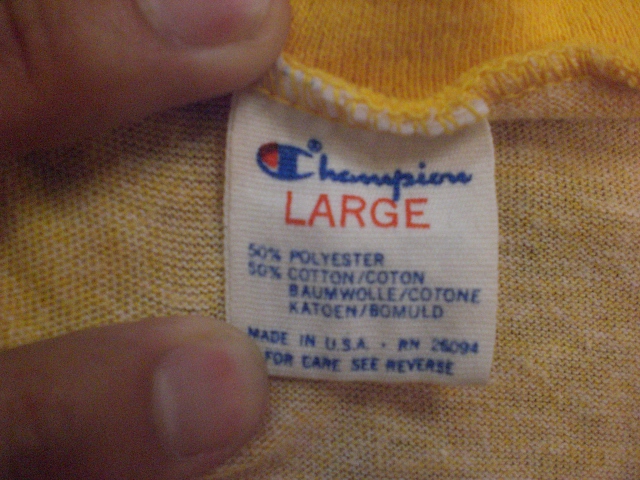 Champion®
LARGE
50% POLYESTER
50% COTTON/COTON
BAUMWOLLE/COTONE
KATOEN/BOMULD
MADE IN U.S.A. · RN 26094
FOR CARE SEE REVERSE